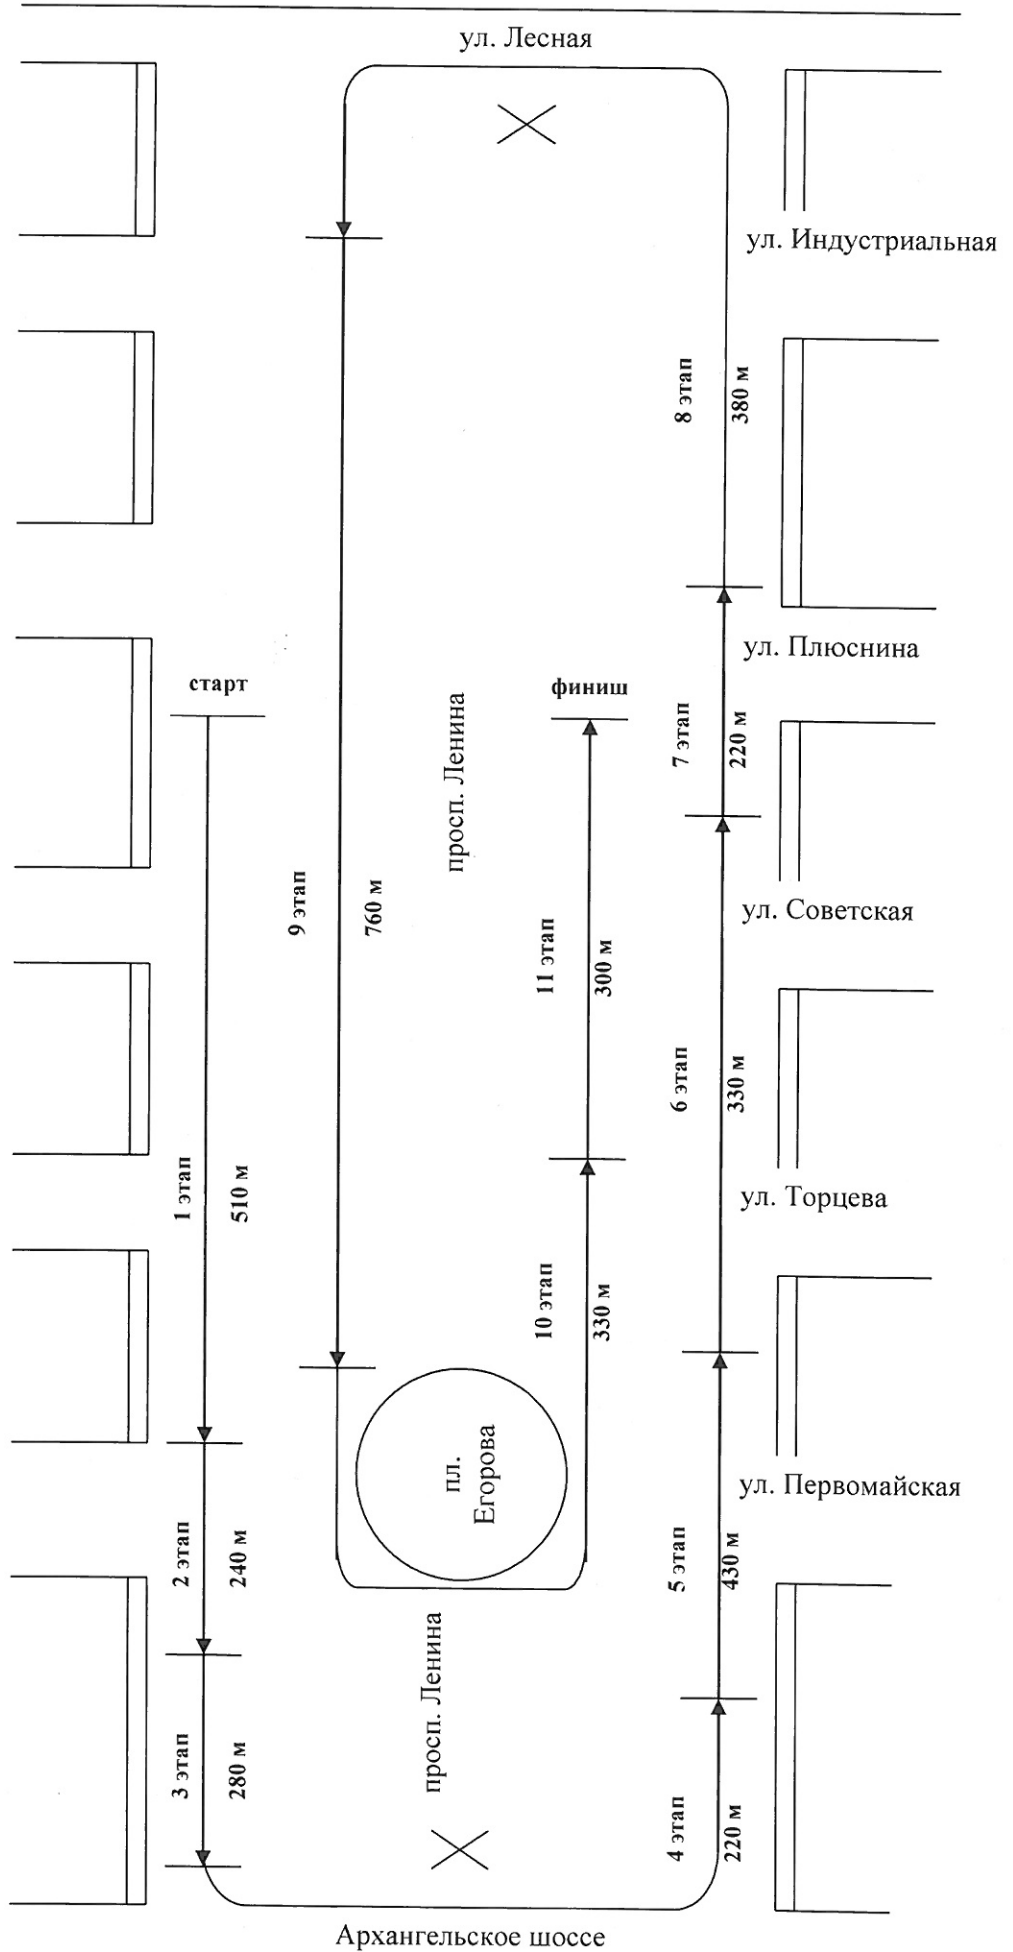 ул. Лесная
ул. Индустриальная
8 этап
380 м
ул. Плюснина
старт
финиш
7 этап
220 м
просп. Ленина
9 этап
760 м
ул. Советская
11 этап
300 м
6 этап
330 м
1 этап
510 м
ул. Торцева
10 этап
330 м
пл.
Егорова
ул. Первомайская
2 этап
240 м
5 этап
430 м
просп. Ленина
3 этап
280 м
4 этап
220 м
Архангельское шоссе